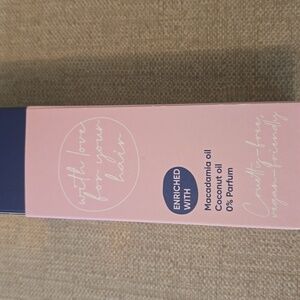 with love
for your
hair
ENRICHED
WITH
Macadamia oil
Coconut oil
0% Parfum
Cruelty-free,
vegan-friendly